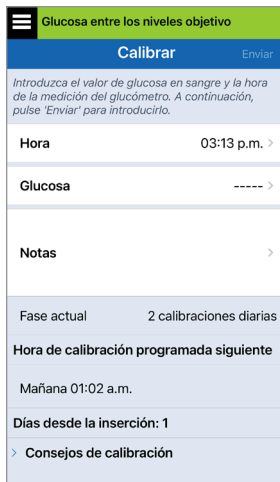 Glucosa entre los niveles objetivo
Calibrar Enviar
Introduzca el valor de glucosa en sangre y la hora
de la medición del glucómetro. A continuación,
pulse 'Enviar' para introducirlo.
Hora 03:13 p.m. >
Glucosa ----- >
Notas >
Fase actual 2 calibraciones diarias
Hora de calibración programada siguiente
Mañana 01:02 a.m.
Días desde la inserción: 1
> Consejos de calibración